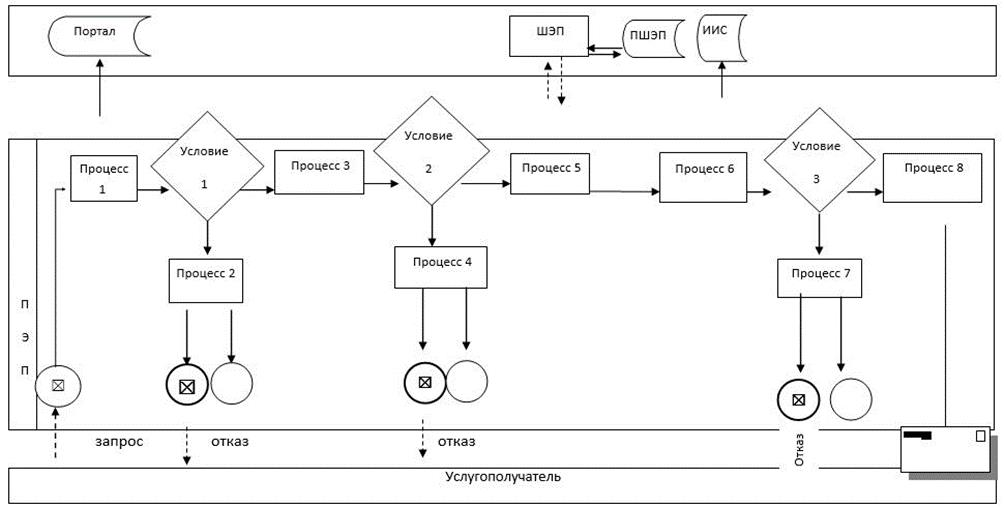 Портал
ШЭП
ПШЭП
ИИС
Процесс
1
Условие
1
Процесс 3
Условие
2
Процесс 5
Процесс 6
Условие
3
Процесс 8
Процесс 2
Процесс 4
Процесс 7
П
Э
П
запрос
отказ
отказ
Отказ
Услугополучатель